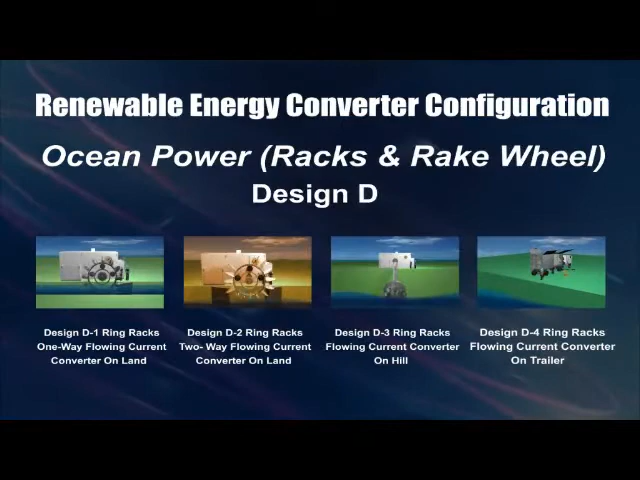 Renewable Energy Converter Configuration
Ocean Power (Racks & Rake Wheel)
Design D
Design D-1 Ring Racks
One-Way Flowing Current
Converter On Land
Design D-2 Ring Racks
Two- Way Flowing Current
Converter On Land
Design D-3 Ring Racks
Flowing Current Converter
On Hill
Design D-4 Ring Racks
Flowing Current Converter
On Trailer